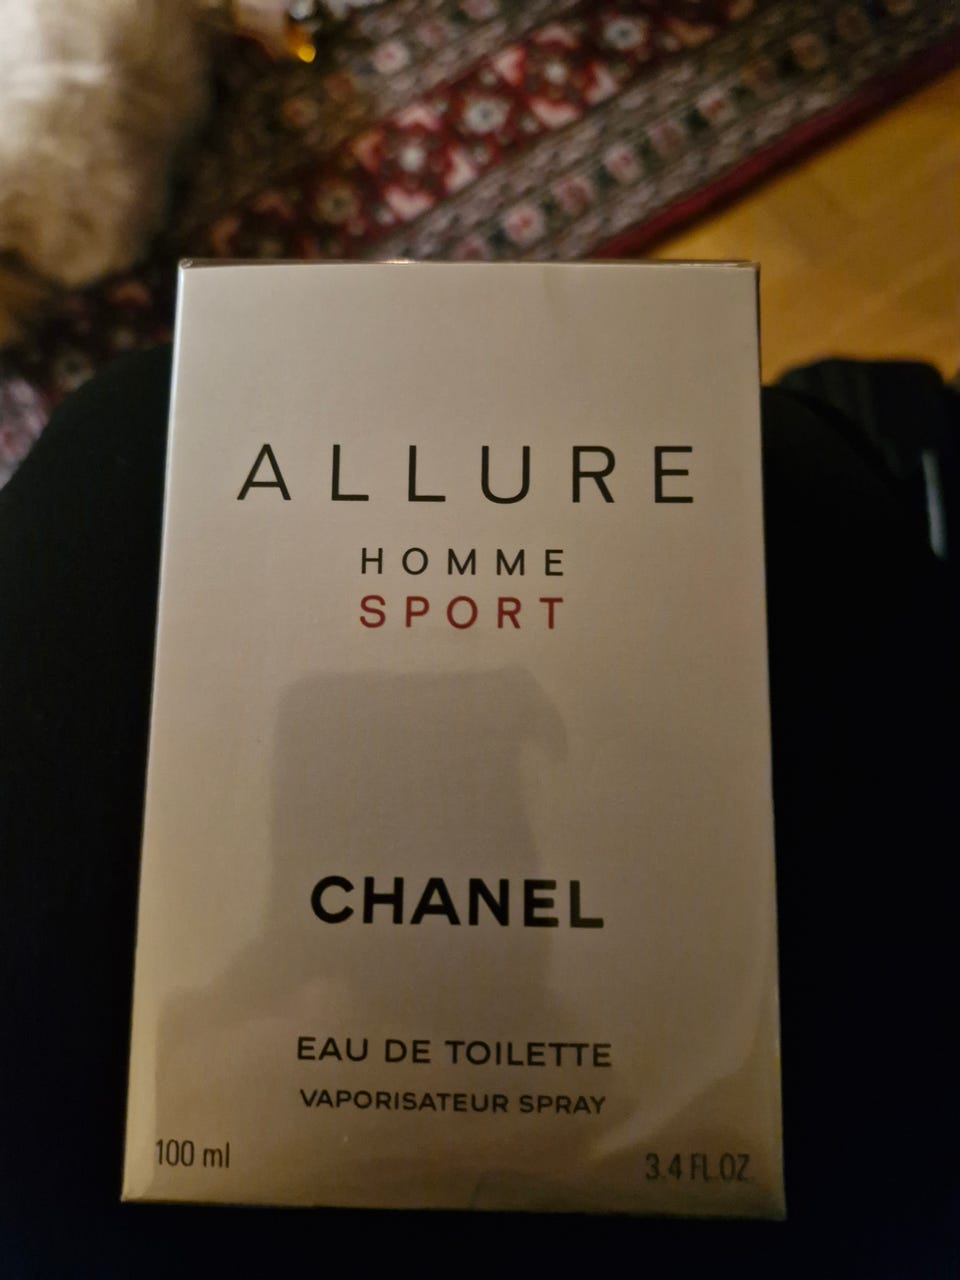 ALLURE
HOMME
SPORT
CHANEL
EAU DE TOILETTE
VAPORISATEUR SPRAY
100 ml
3.4 FL.OZ.